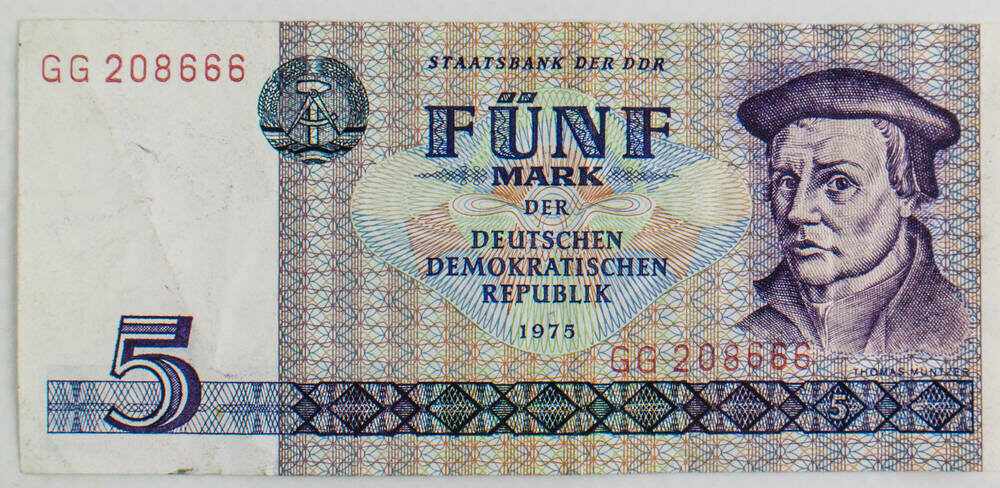 GG 208666
STAATSBANK DER DDR
FÜNF
MARK
DER
DEUTSCHEN
DEMOKRATISCHEN
REPUBLIK
1975
GG 208666
THOMAS MÜNTZER
5
5